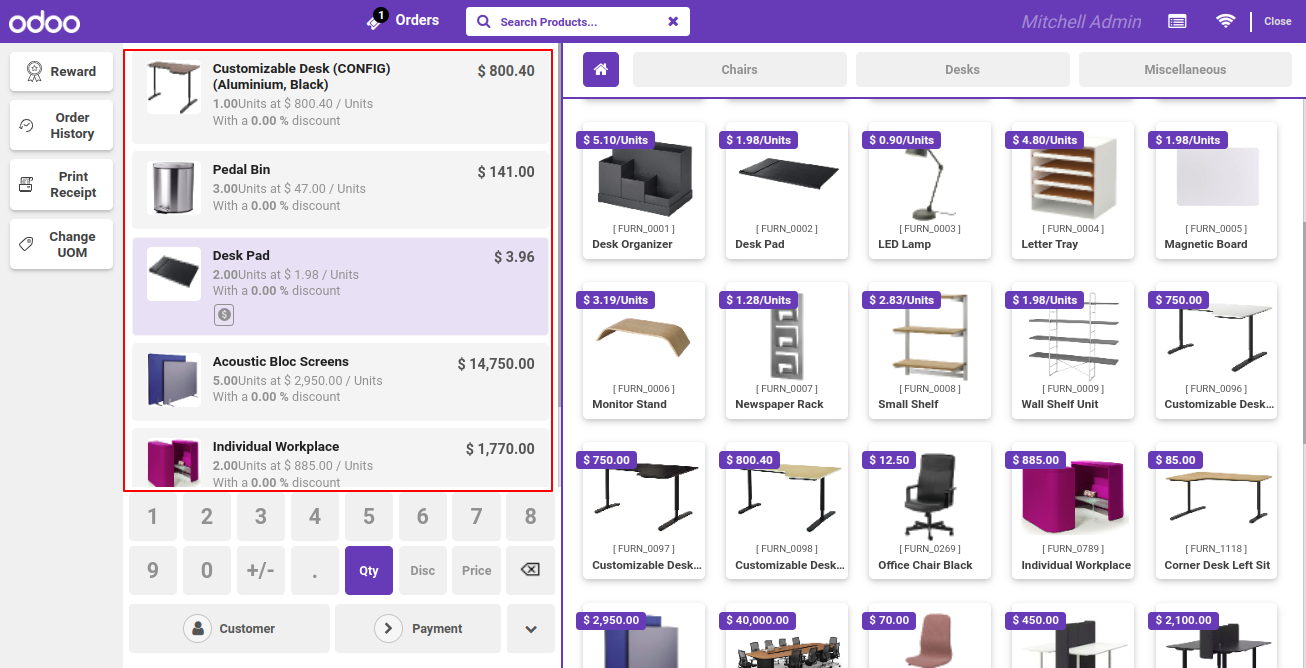 odoo
1
Orders
Search Products...
Mitchell Admin
Close
Reward
Order
History
Print
Receipt
Change
UOM
Customizable Desk (CONFIG)
(Aluminium, Black)
$ 800.40
1.00Units at $ 800.40 / Units
With a 0.00 % discount
Pedal Bin
$ 141.00
3.00Units at $ 47.00 / Units
With a 0.00 % discount
Desk Pad
$ 3.96
2.00Units at $ 1.98 / Units
With a 0.00 % discount
$
Acoustic Bloc Screens
$ 14,750.00
5.00Units at $ 2,950.00 / Units
With a 0.00 % discount
Individual Workplace
$ 1,770.00
2.00Units at $ 885.00 / Units
With a 0.00 % discount
1 2 3 4 5 6 7 8
9 0 +/- . Qty Disc Price
Customer
Payment
Chairs
Desks
Miscellaneous
$ 5.10/Units
[ FURN_0001 ]
Desk Organizer
$ 1.98/Units
[ FURN_0002 ]
Desk Pad
$ 0.90/Units
[ FURN_0003 ]
LED Lamp
$ 4.80/Units
[ FURN_0004 ]
Letter Tray
$ 1.98/Units
[ FURN_0005 ]
Magnetic Board
$ 3.19/Units
[ FURN_0006 ]
Monitor Stand
$ 1.28/Units
[ FURN_0007 ]
Newspaper Rack
$ 2.83/Units
[ FURN_0008 ]
Small Shelf
$ 1.98/Units
[ FURN_0009 ]
Wall Shelf Unit
$ 750.00
[ FURN_0096 ]
Customizable Desk...
$ 750.00
[ FURN_0097 ]
Customizable Desk...
$ 800.40
[ FURN_0098 ]
Customizable Desk...
$ 12.50
[ FURN_0269 ]
Office Chair Black
$ 885.00
[ FURN_0789 ]
Individual Workplace
$ 85.00
[ FURN_1118 ]
Corner Desk Left Sit
$ 2,950.00
$ 40,000.00
$ 70.00
$ 450.00
$ 2,100.00